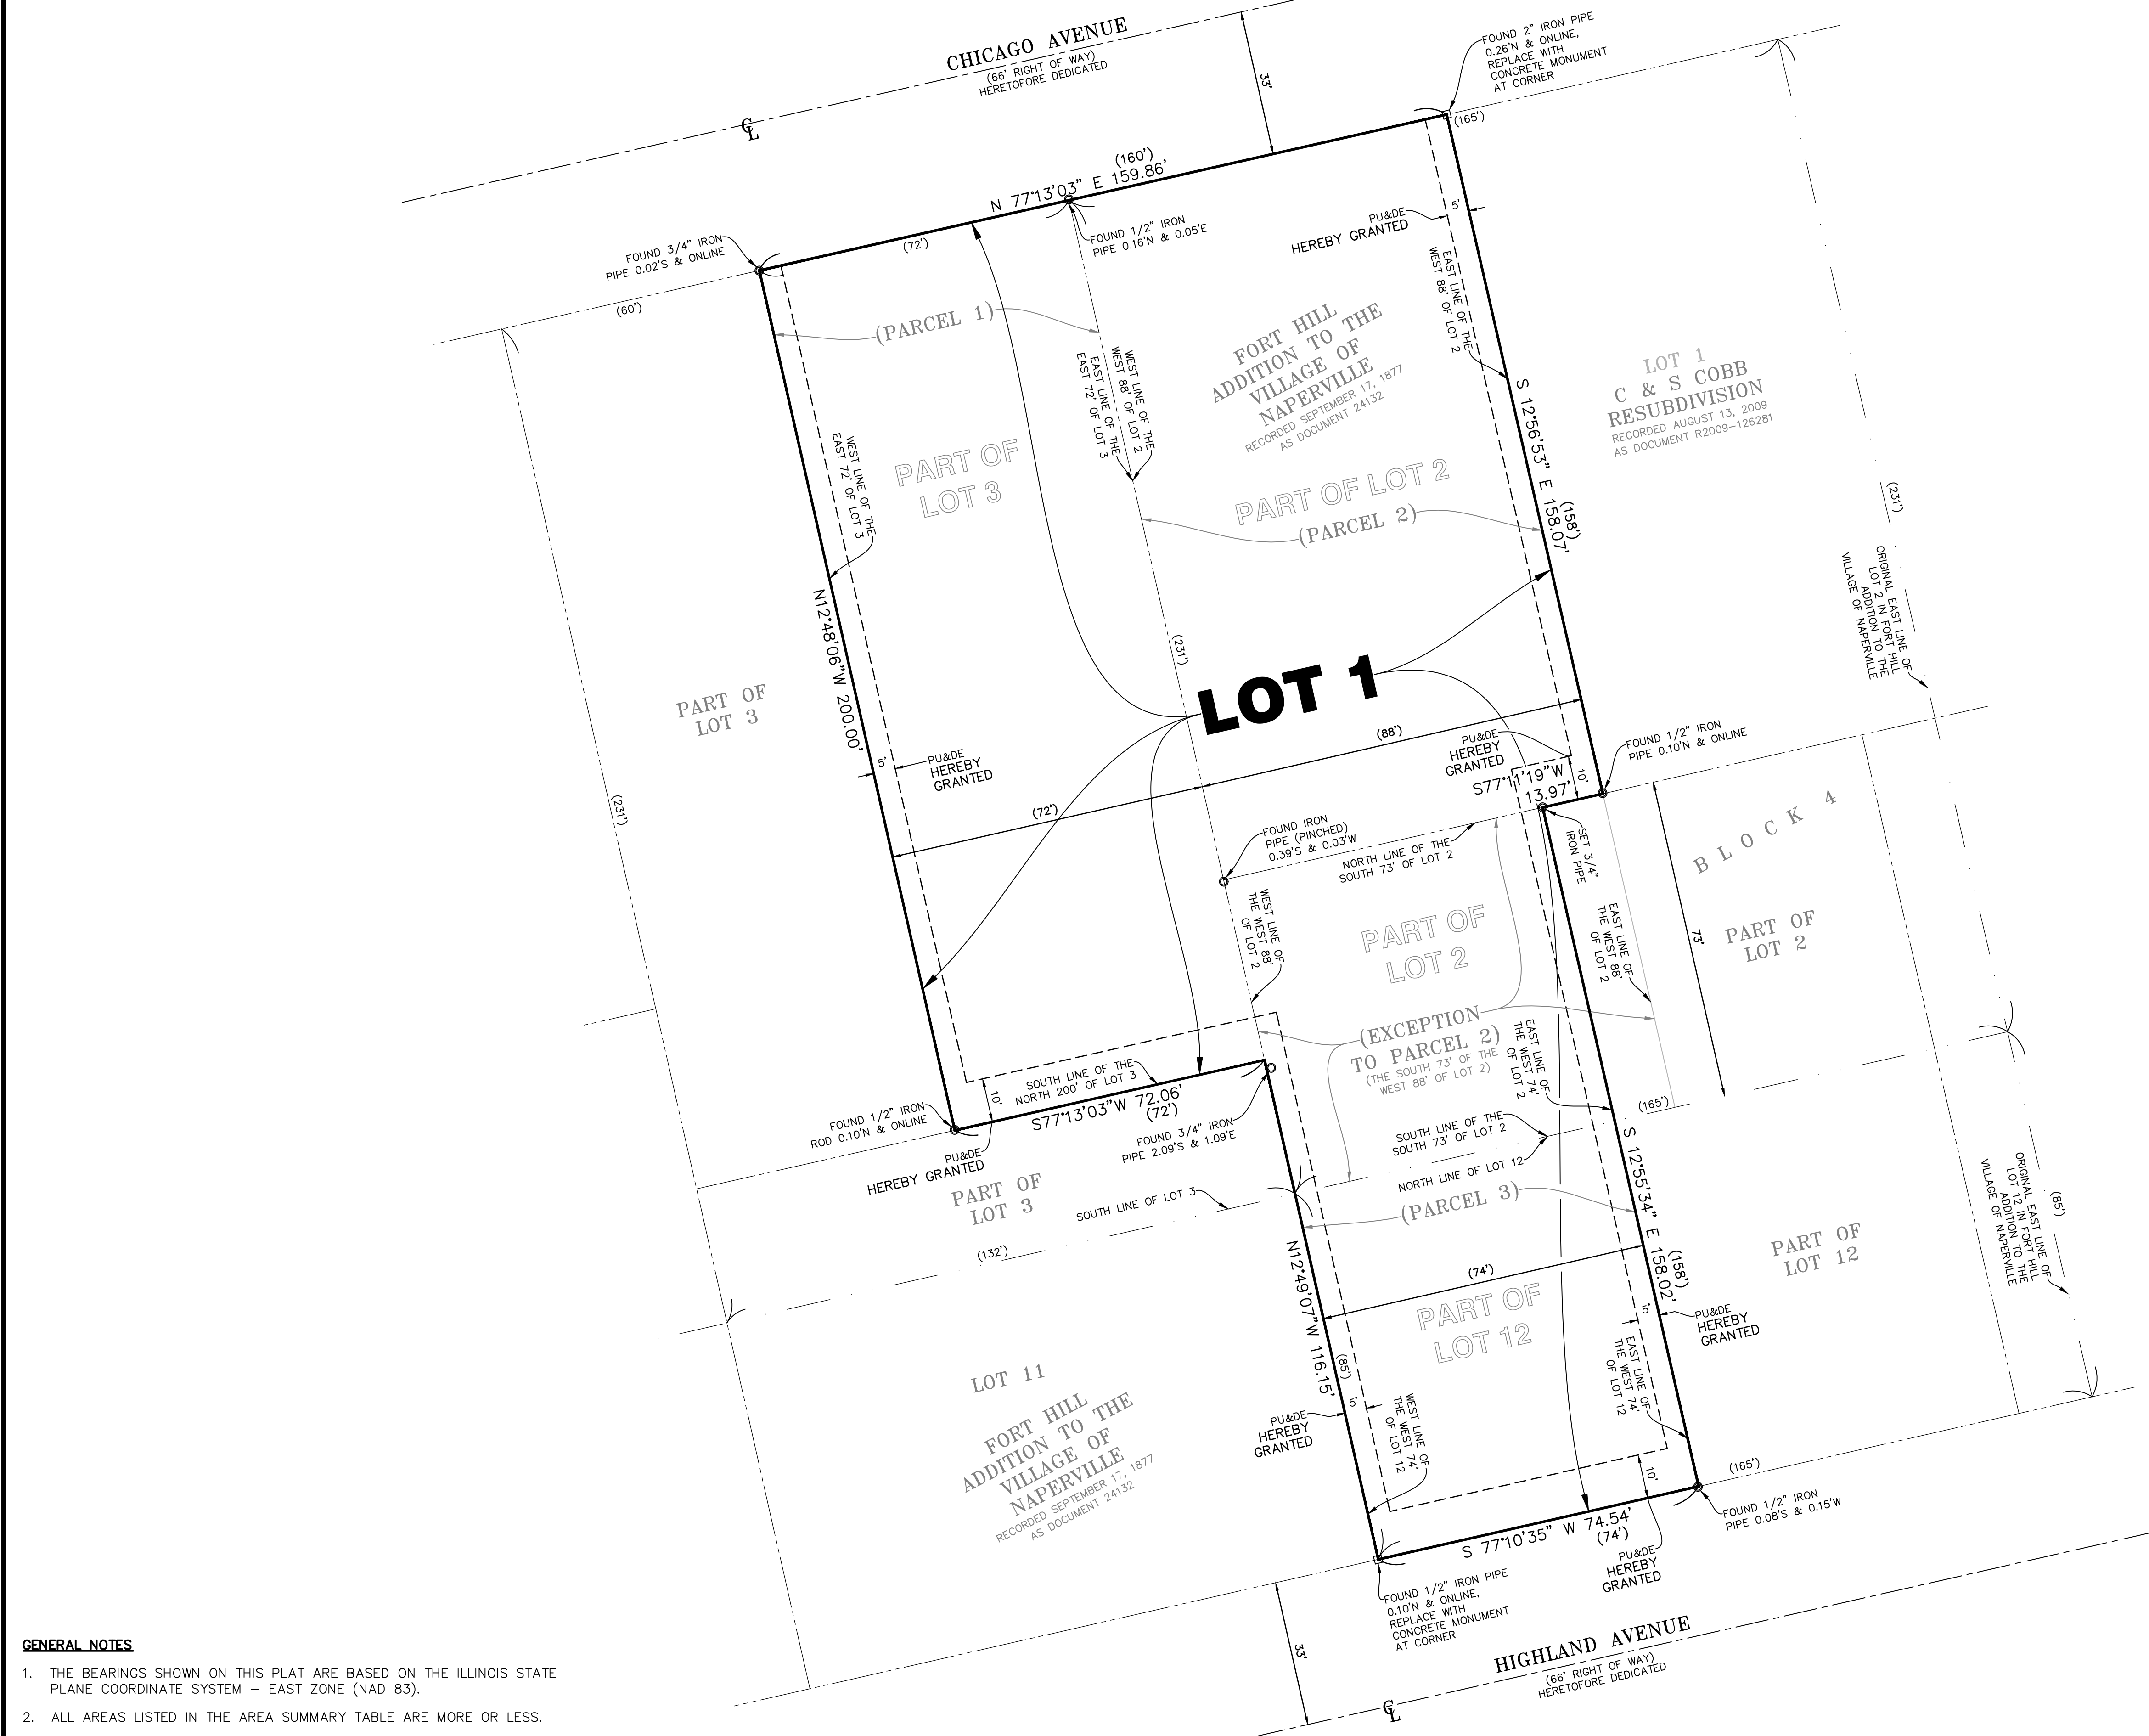 CHICAGO AVENUE
(66' RIGHT OF WAY)
HERETOFORE DEDICATED
33'
FOUND 2" IRON PIPE
0.26'N & ONLINE,
REPLACE WITH
CONCRETE MONUMENT
AT CORNER
(165')
(160')
N 77°13'03" E 159.86'
(72')
FOUND 3/4" IRON
PIPE 0.02'S & ONLINE
(60')
FOUND 1/2" IRON
PIPE 0.16'N & 0.05'E
PU&DE
HEREBY GRANTED
5'
EAST LINE OF THE
WEST 88' OF LOT 2
(PARCEL 1)
WEST LINE OF THE
WEST 88' OF LOT 2
EAST LINE OF THE
EAST 72' OF LOT 3
FORT HILL
ADDITION TO THE
VILLAGE OF
NAPERVILLE
RECORDED SEPTEMBER 17, 1877
AS DOCUMENT 24132
LOT 1
C & S COBB
RESUBDIVISION
RECORDED AUGUST 13, 2009
AS DOCUMENT R2009-126281
WEST LINE OF THE
EAST 72' OF LOT 3
PART OF
LOT 3
PART OF LOT 2
(PARCEL 2)
S 12°56'53" E 158.07'
(158')
(231')
ORIGINAL EAST LINE OF
LOT 2 IN FORT HILL
ADDITION TO THE
VILLAGE OF NAPERVILLE
N12°48'06"W 200.00'
(231')
LOT 1
PART OF
LOT 3
(231')
5'
PU&DE
HEREBY
GRANTED
(88')
(72')
PU&DE
HEREBY
GRANTED
10'
S77°11'19"W
13.97'
FOUND 1/2" IRON
PIPE 0.10'N & ONLINE
FOUND IRON
PIPE (PINCHED)
0.39'S & 0.03'W
NORTH LINE OF THE
SOUTH 73' OF LOT 2
SET 3/4"
IRON PIPE
BLOCK 4
73'
PART OF
LOT 2
WEST LINE OF
THE WEST 88'
OF LOT 2
PART OF
LOT 2
EAST LINE OF
THE WEST 88'
OF LOT 2
(EXCEPTION
TO PARCEL 2)
(THE SOUTH 73' OF THE
WEST 88' OF LOT 2)
EAST LINE OF
THE WEST 74'
OF LOT 2
SOUTH LINE OF THE
NORTH 200' OF LOT 3
10'
S77°13'03"W 72.06'
(72')
FOUND 1/2" IRON
ROD 0.10'N & ONLINE
FOUND 3/4" IRON
PIPE 2.09'S & 1.09'E
PU&DE
HEREBY GRANTED
PART OF
LOT 3
SOUTH LINE OF LOT 3
(132')
SOUTH LINE OF THE
SOUTH 73' OF LOT 2
(165')
NORTH LINE OF LOT 12
(PARCEL 3)
S 12°55'34" E 158.02'
(158')
ORIGINAL EAST LINE OF
LOT 12 IN FORT HILL
ADDITION TO THE
VILLAGE OF NAPERVILLE
(85')
PART OF
LOT 12
N12°49'07"W 116.15'
(85')
(74')
PART OF
LOT 12
5'
PU&DE
HEREBY
GRANTED
EAST LINE OF
THE WEST 74'
OF LOT 12
LOT 11
FORT HILL
ADDITION TO THE
VILLAGE OF
NAPERVILLE
RECORDED SEPTEMBER 17, 1877
AS DOCUMENT 24132
5'
PU&DE
HEREBY
GRANTED
WEST LINE OF
THE WEST 74'
OF LOT 12
10'
(165')
FOUND 1/2" IRON
PIPE 0.08'S & 0.15'W
S 77°10'35" W 74.54'
(74')
PU&DE
HEREBY
GRANTED
FOUND 1/2" IRON PIPE
0.10'N & ONLINE,
REPLACE WITH
CONCRETE MONUMENT
AT CORNER
33'
HIGHLAND AVENUE
(66' RIGHT OF WAY)
HERETOFORE DEDICATED
GENERAL NOTES
1. THE BEARINGS SHOWN ON THIS PLAT ARE BASED ON THE ILLINOIS STATE
PLANE COORDINATE SYSTEM – EAST ZONE (NAD 83).
2. ALL AREAS LISTED IN THE AREA SUMMARY TABLE ARE MORE OR LESS.